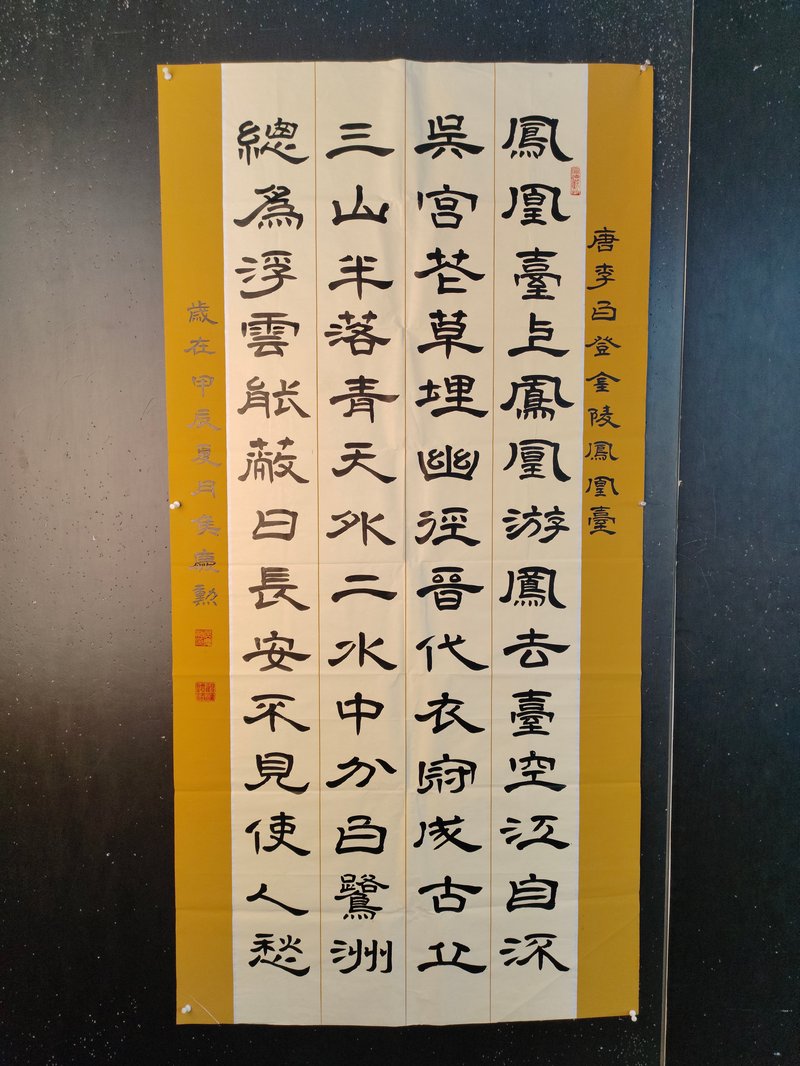 唐李白登金陵鳳凰臺
鳳凰臺上鳳凰游鳳去臺空江自流
吳宮花草埋幽徑晉代衣冠成古丘
三山半落青天外二水中分白鷺洲
總爲浮雲能蔽日長安不見使人愁
歲在甲辰夏月侯慶勲